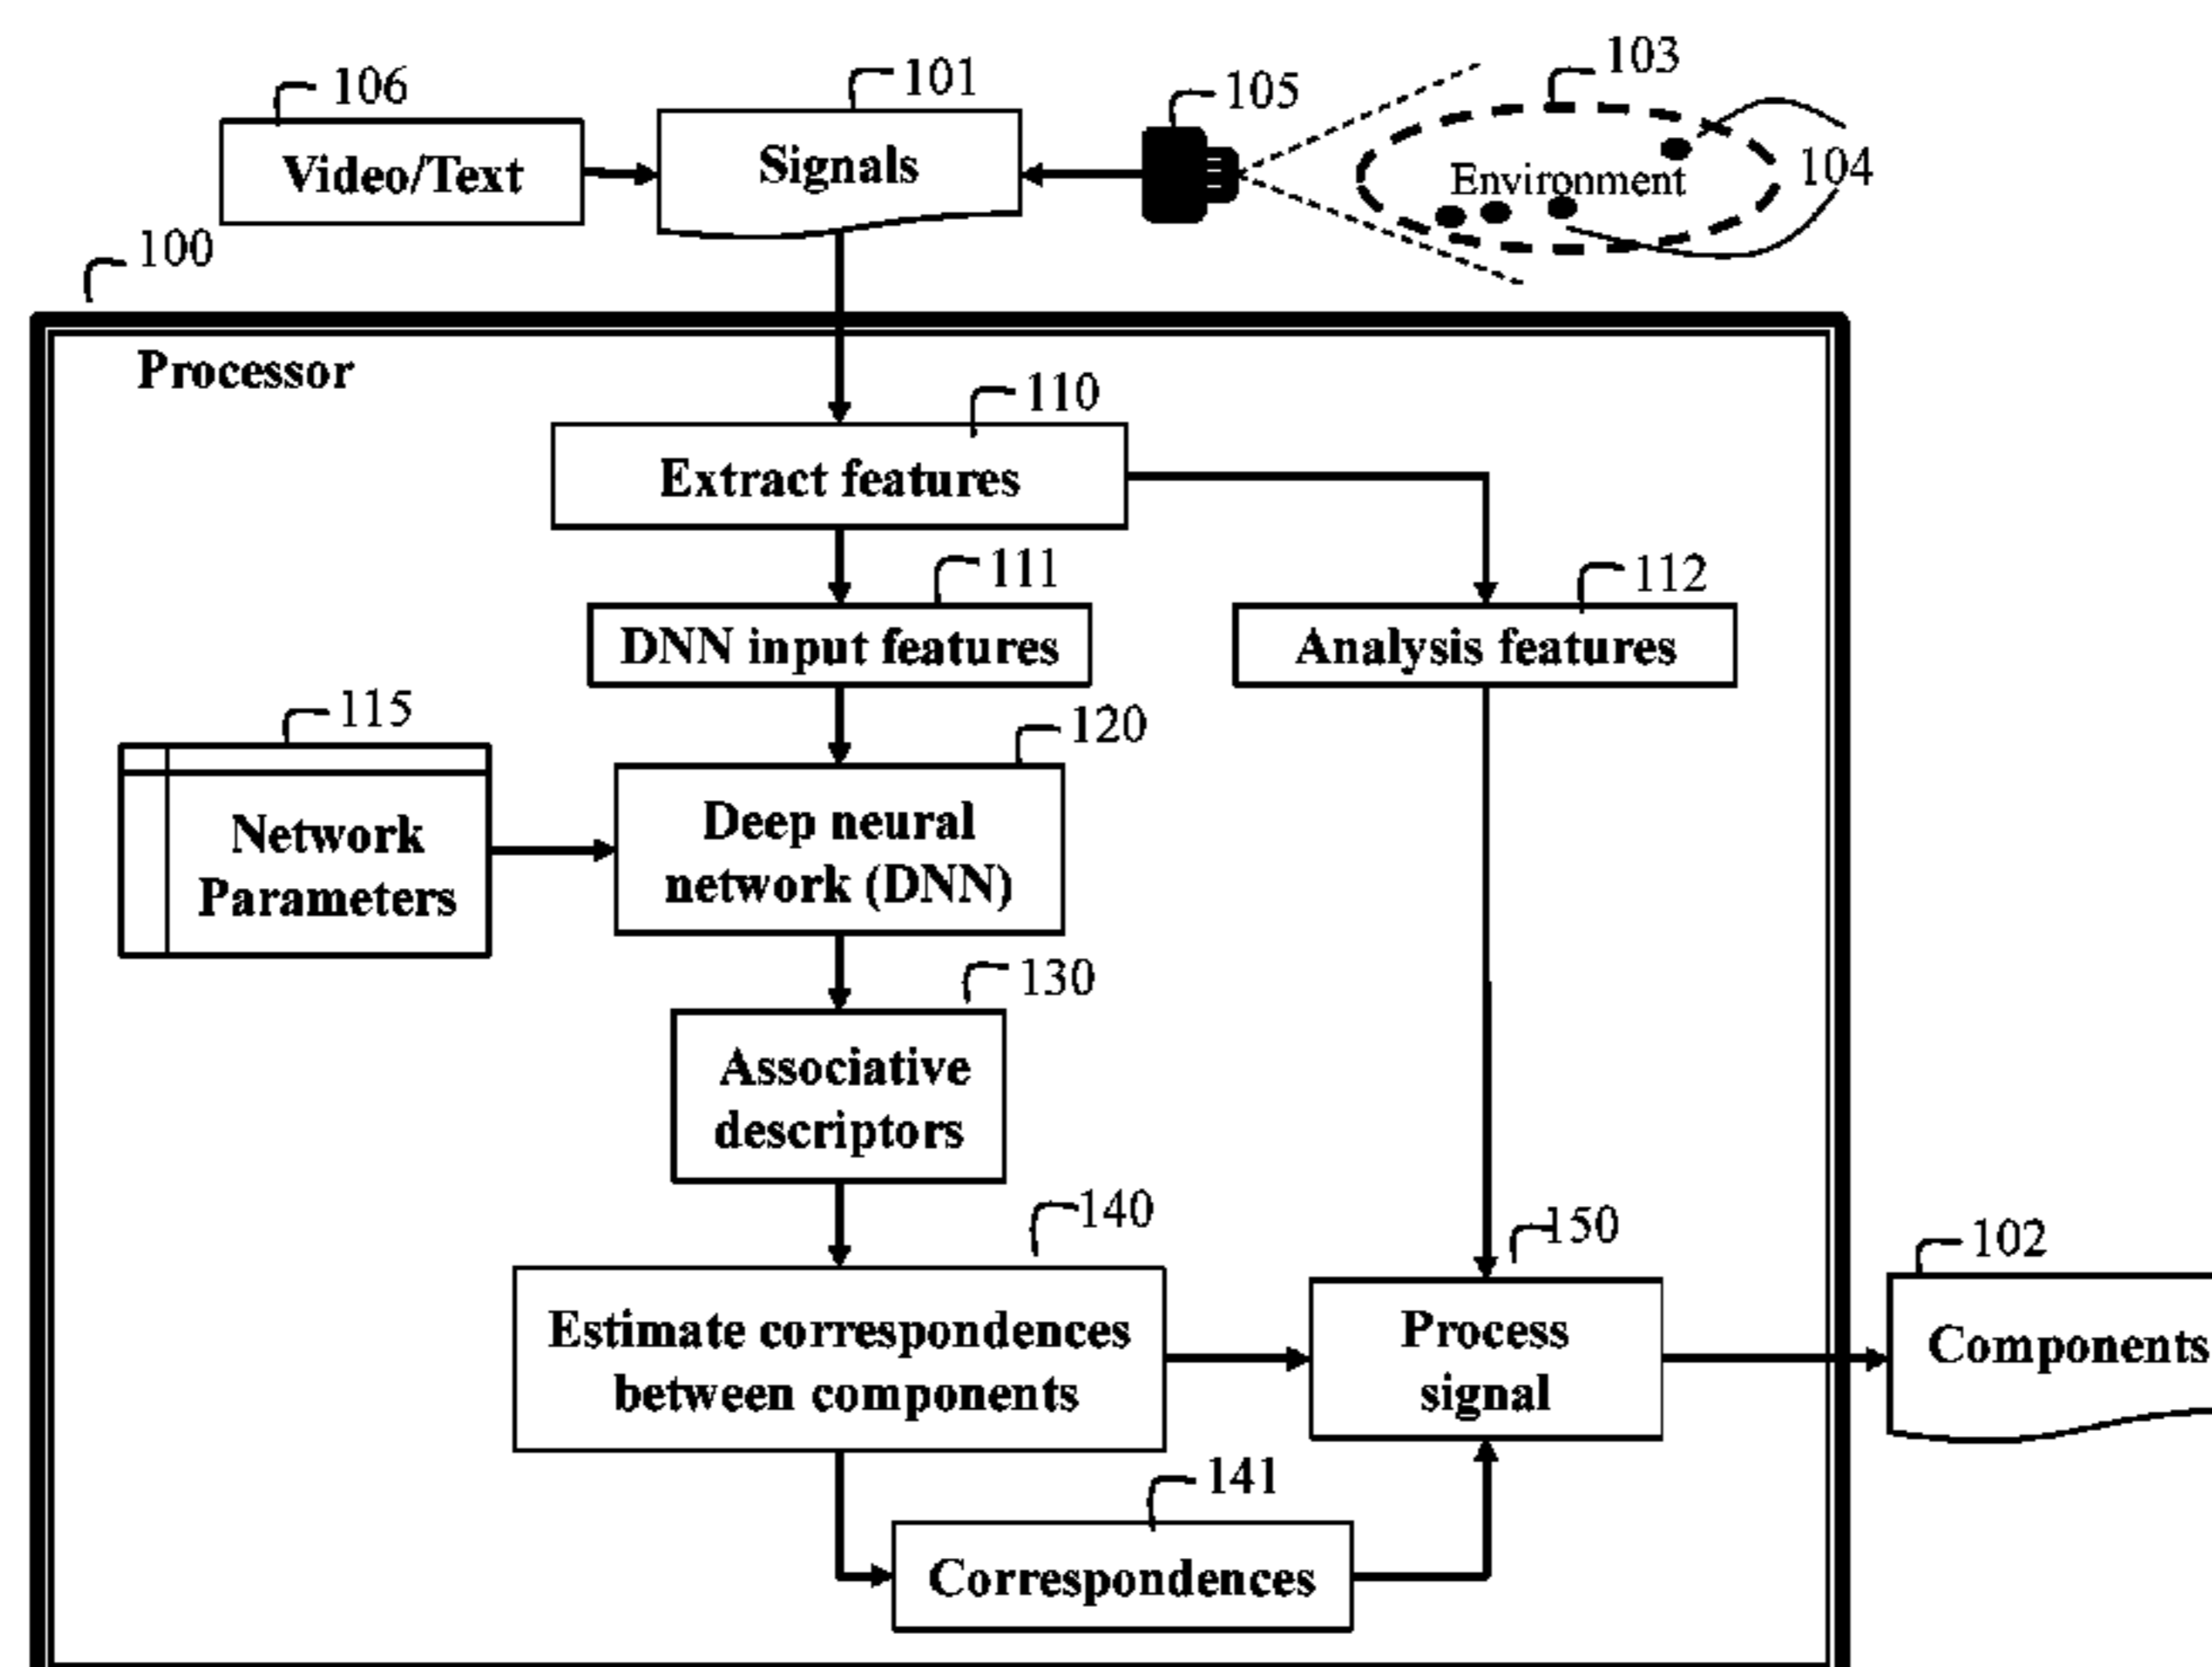 106
101
105
103
Video/Text
Signals
Environment
104
100
Processor
110
Extract features
111
112
DNN input features
Analysis features
115
120
Network
Parameters
Deep neural
network (DNN)
130
Associative
descriptors
140
150
102
Estimate correspondences
between components
Process
signal
Components
141
Correspondences